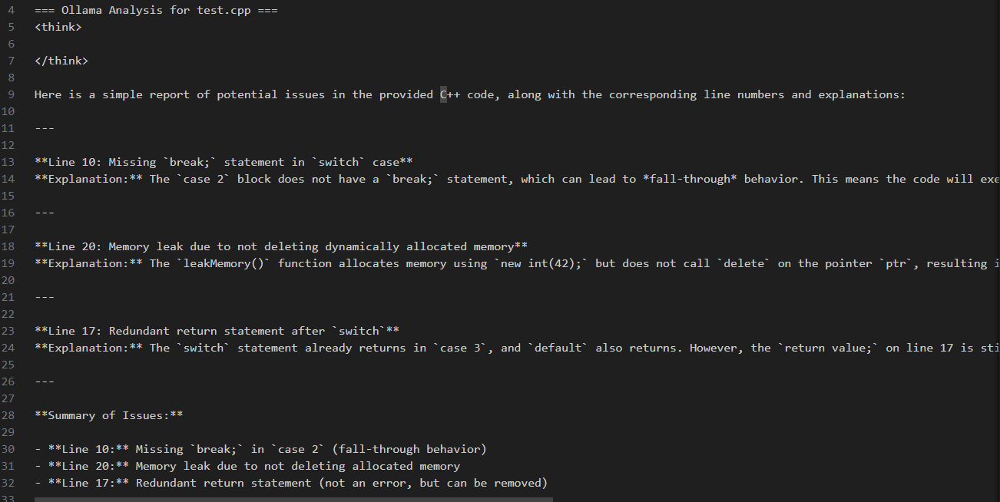 4 === Ollama Analysis for test.cpp ===
5 <think>
6
7 </think>
8
9 Here is a simple report of potential issues in the provided C++ code, along with the corresponding line numbers and explanations:
10
11 ---
12
13 **Line 10: Missing `break;` statement in `switch` case**
14 **Explanation:** The `case 2` block does not have a `break;` statement, which can lead to *fall-through* behavior. This means the code will exe
15
16 ---
17
18 **Line 20: Memory leak due to not deleting dynamically allocated memory**
19 **Explanation:** The `leakMemory()` function allocates memory using `new int(42);` but does not call `delete` on the pointer `ptr`, resulting i
20
21 ---
22
23 **Line 17: Redundant return statement after `switch`**
24 **Explanation:** The `switch` statement already returns in `case 3`, and `default` also returns. However, the `return value;` on line 17 is sti
25
26 ---
27
28 **Summary of Issues:**
29
30 - **Line 10:** Missing `break;` in `case 2` (fall-through behavior)
31 - **Line 20:** Memory leak due to not deleting allocated memory
32 - **Line 17:** Redundant return statement (not an error, but can be removed)
33